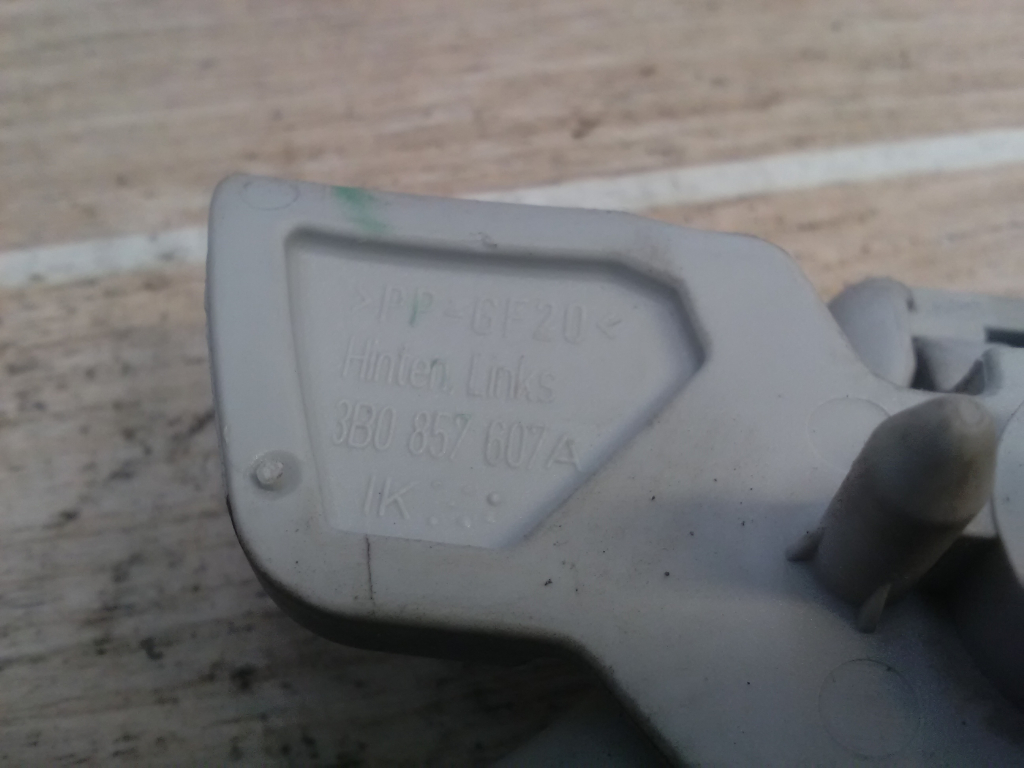 >PP-GF20<
Hinten. Links
3B0 857 607A
IK